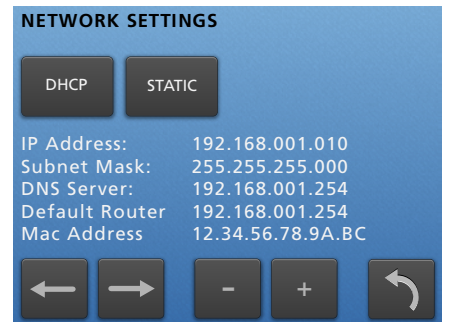 NETWORK SETTINGS
DHCP STATIC
IP Address: 192.168.001.010
Subnet Mask: 255.255.255.000
DNS Server: 192.168.001.254
Default Router 192.168.001.254
Mac Address 12.34.56.78.9A.BC
- +